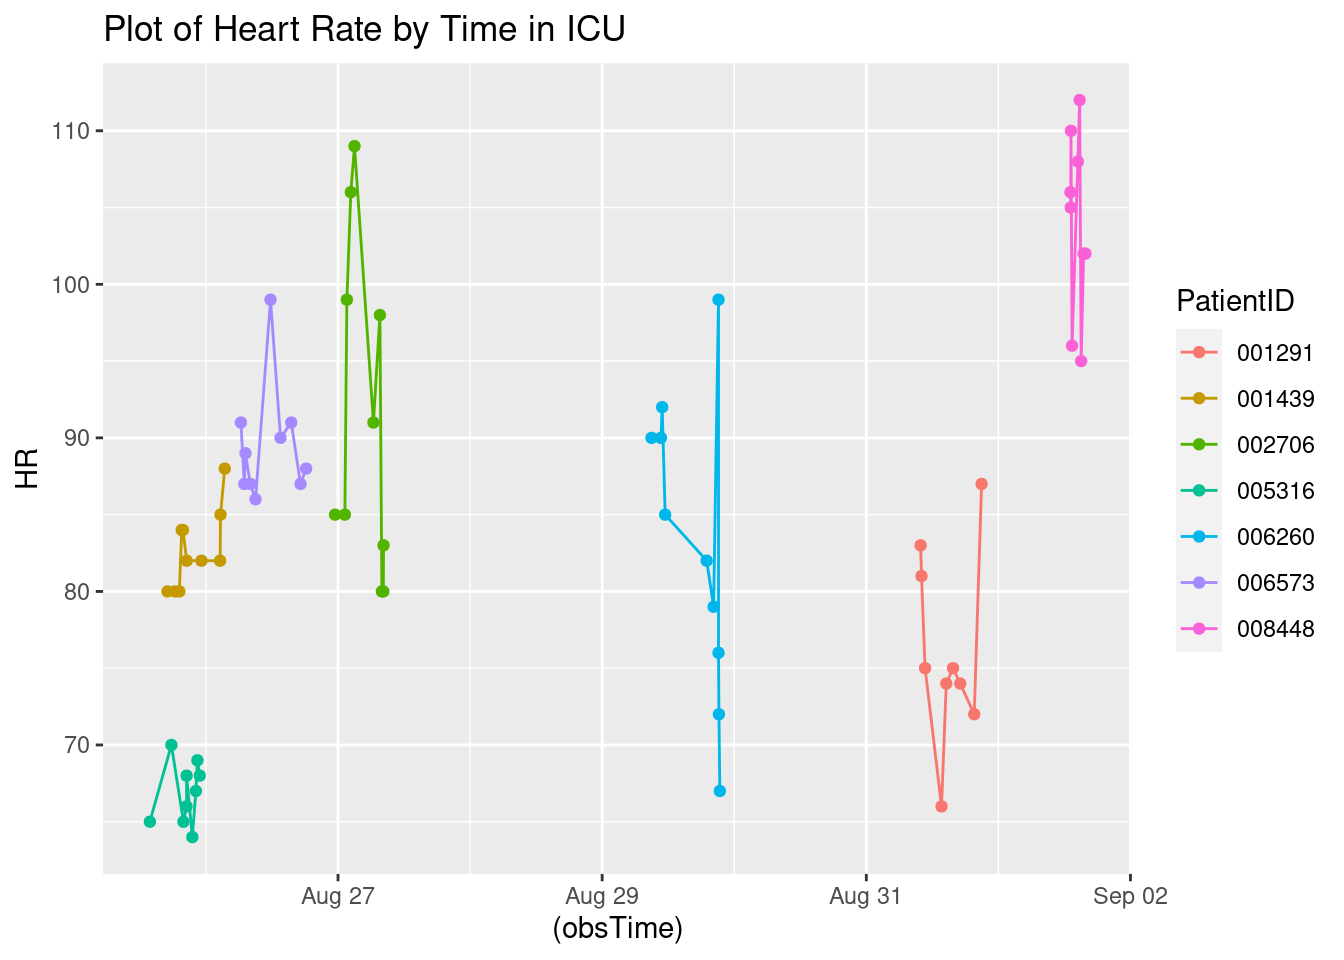 Plot of Heart Rate by Time in ICU
HR
110
100
90
80
70
Aug 27
Aug 29
Aug 31
Sep 02
(obsTime)
PatientID
001291
001439
002706
005316
006260
006573
008448